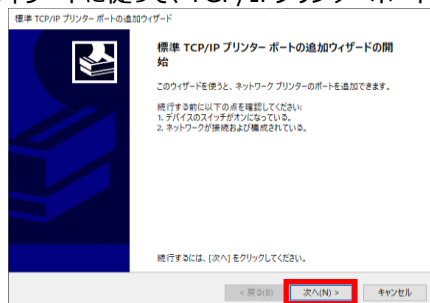 標準 TCP/IP プリンター ポートの追加ウィザード
標準 TCP/IP プリンター ポートの追加ウィザードの開
始
このウィザードを使うと、ネットワーク プリンターのポートを追加できます。
続行する前に以下の点を確認してください:
1. デバイスのスイッチがオンになっている。
2. ネットワークが接続および構成されている。
続行するには、[次へ] をクリックしてください。
< 戻る(B)
次へ(N) >
キャンセル